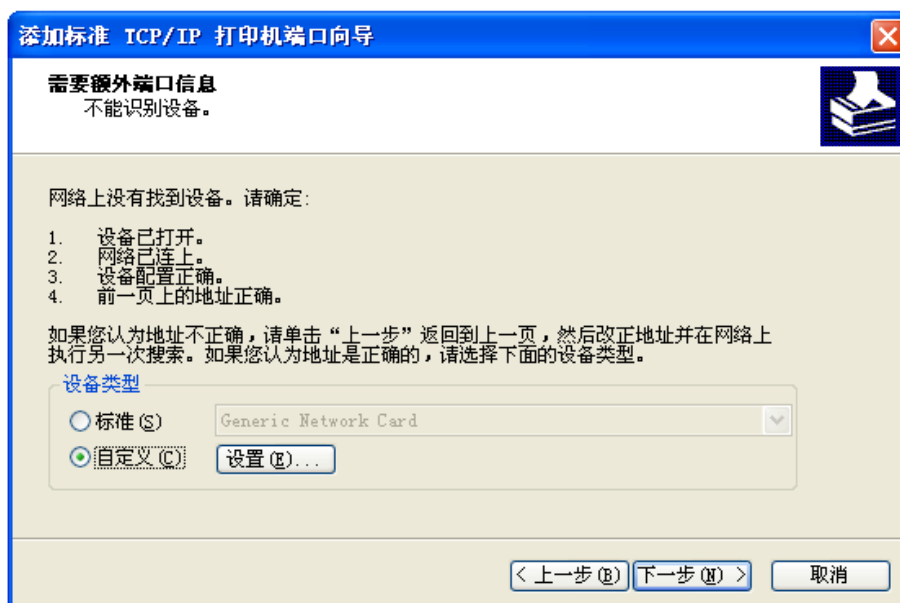 添加标准 TCP/IP 打印机端口向导
需要额外端口信息
不能识别设备。
网络上没有找到设备。请确定:
1. 设备已打开。
2. 网络已连上。
3. 设备配置正确。
4. 前一页上的地址正确。
如果您认为地址不正确，请单击“上一步”返回到上一页，然后改正地址并在网络上
执行另一次搜索。如果您认为地址是正确的，请选择下面的设备类型。
设备类型
标准(S) Generic Network Card
自定义(C) 设置(E)...
< 上一步(B) 下一步(N) > 取消